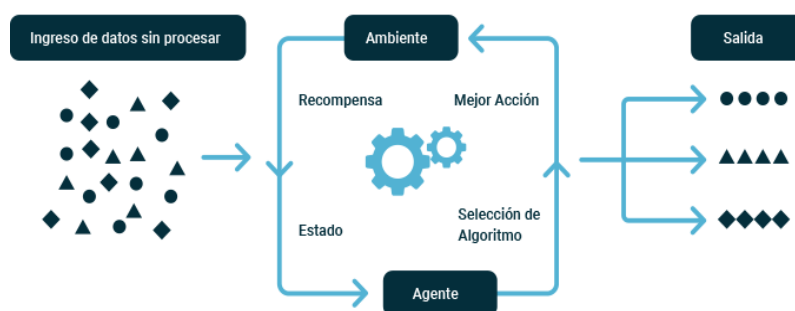 Ingreso de datos sin procesar
Ambiente
Salida
Recompensa
Mejor Acción
Estado
Selección de
Algoritmo
Agente